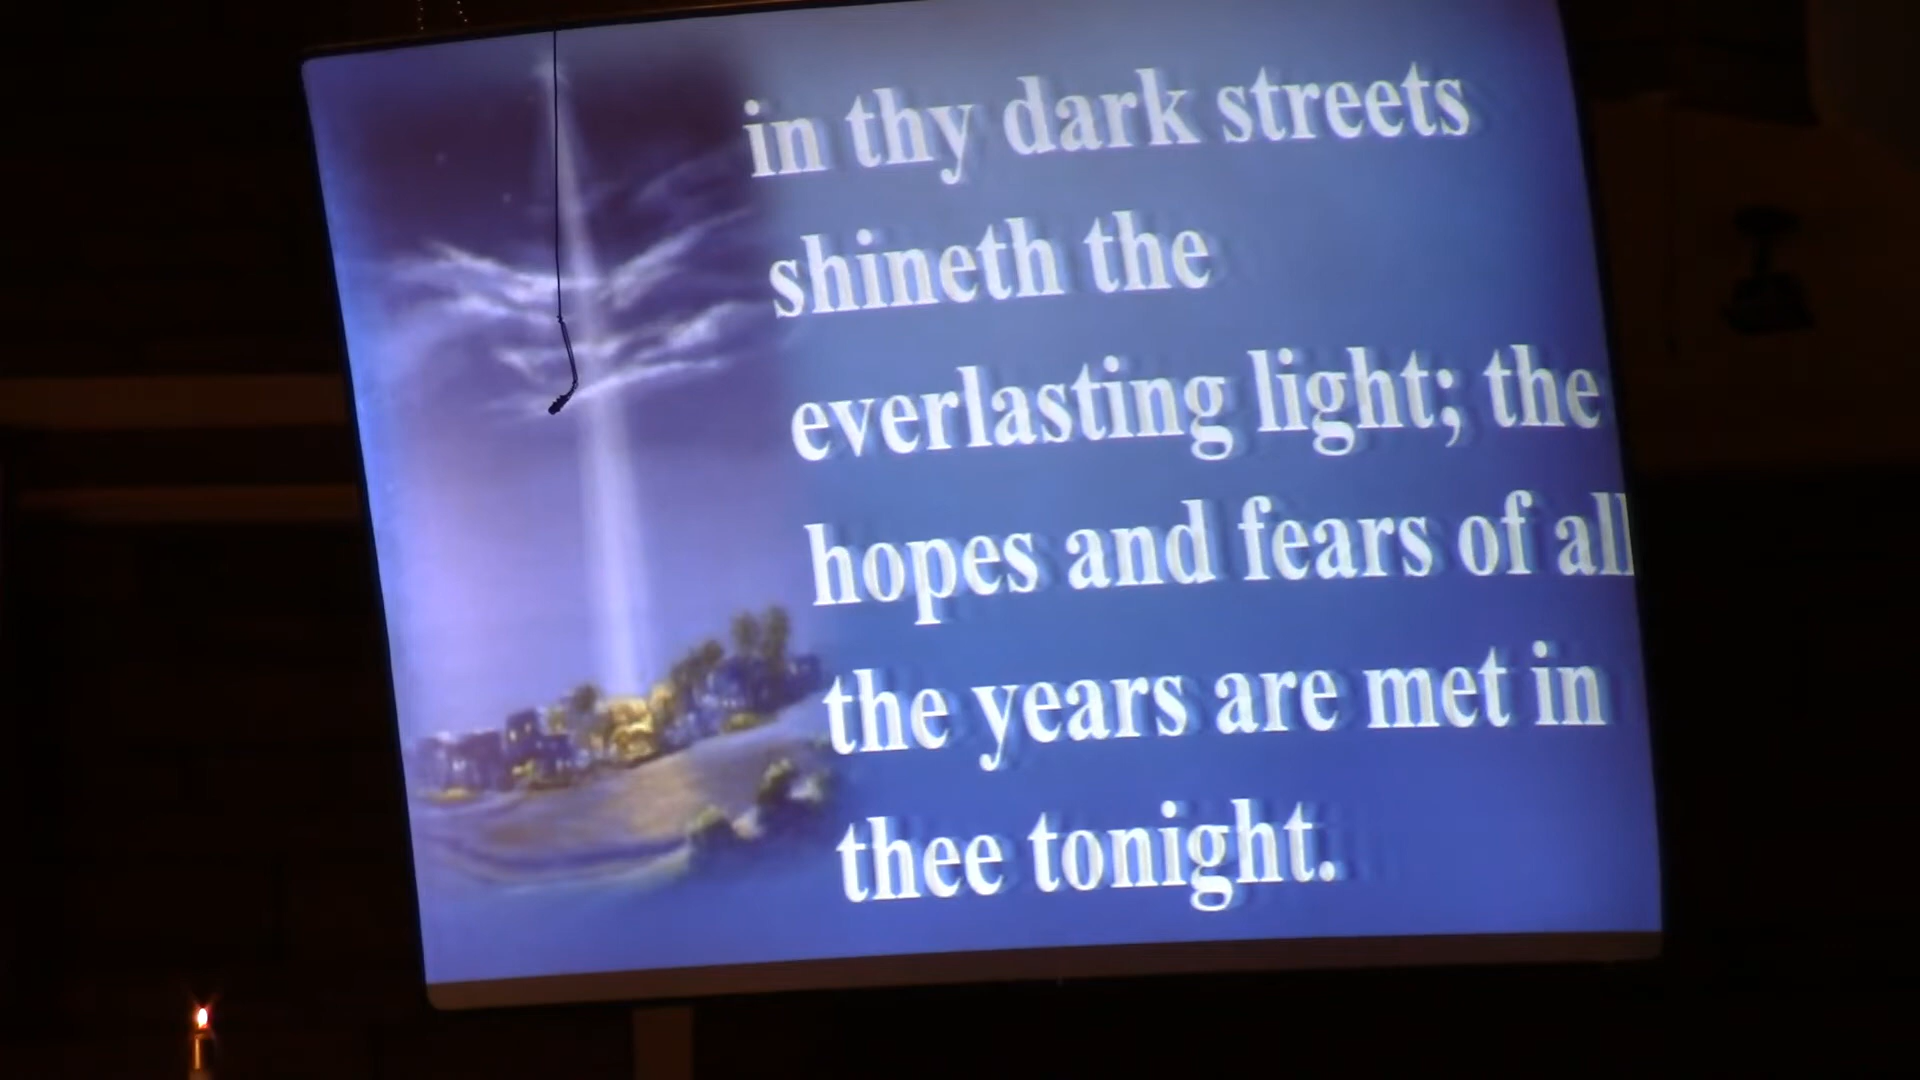 in thy dark streets
shineth the
everlasting light; the
hopes and fears of all
the years are met in
thee tonight.